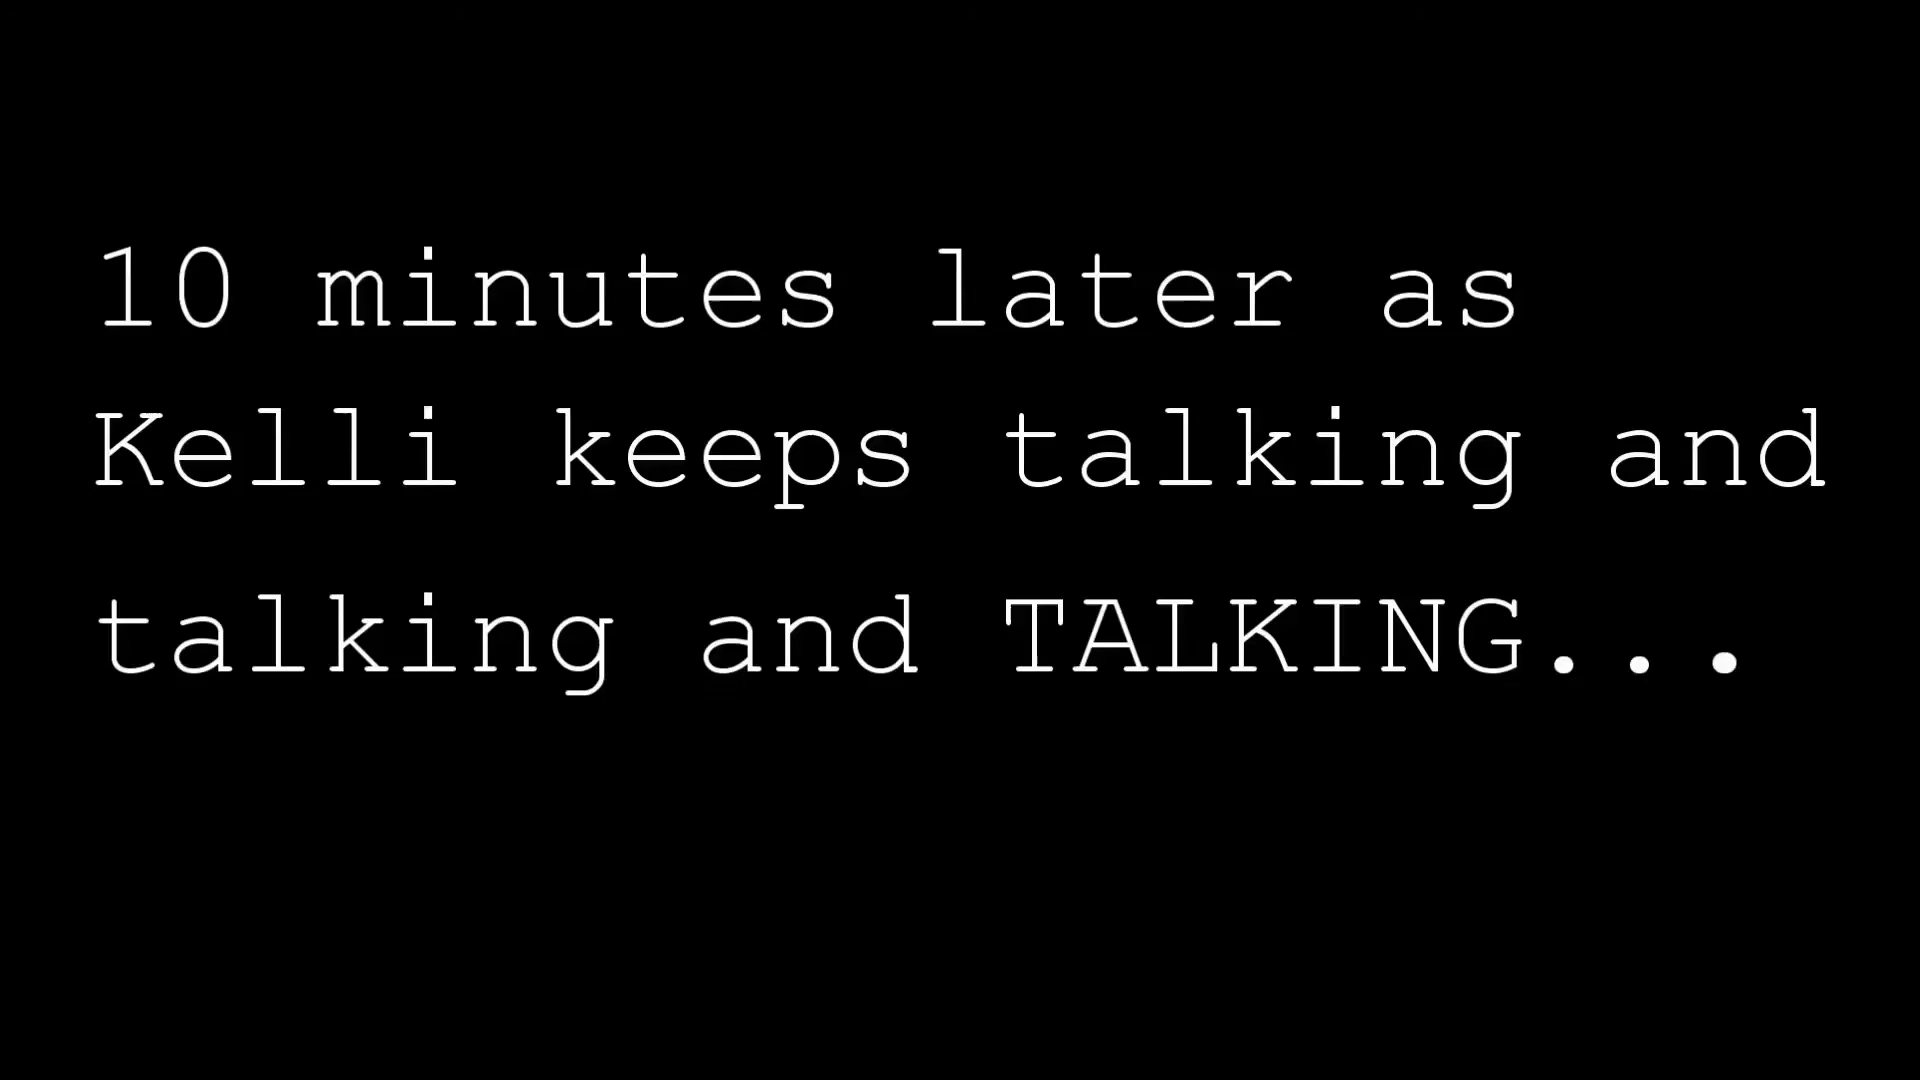 10 minutes later as
Kelli keeps talking and
talking and TALKING...